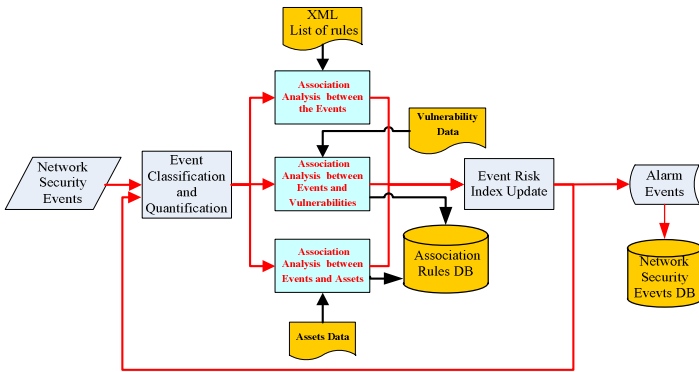 XML
List of rules
Association
Analysis between
the Events
Vulnerability
Data
Network
Security
Events
Event
Classification
and
Quantification
Association
Analysis between
Events and
Vulnerabilities
Event Risk
Index Update
Alarm
Events
Association
Analysis between
Events and Assets
Association
Rules DB
Network
Security
Evevts DB
Assets Data